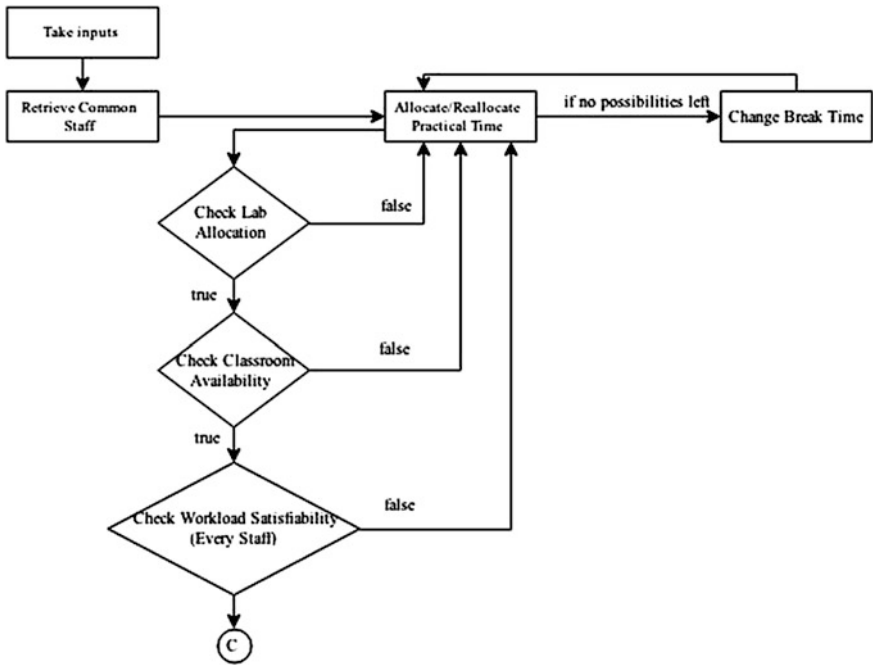 Take inputs
Retrieve Common
Staff
Allocate/Reallocate
Practical Time
if no possibilities left
Change Break Time
Check Lab
Allocation
false
true
Check Classroom
Availability
false
true
Check Workload Satisfiability
(Every Staff)
false
C